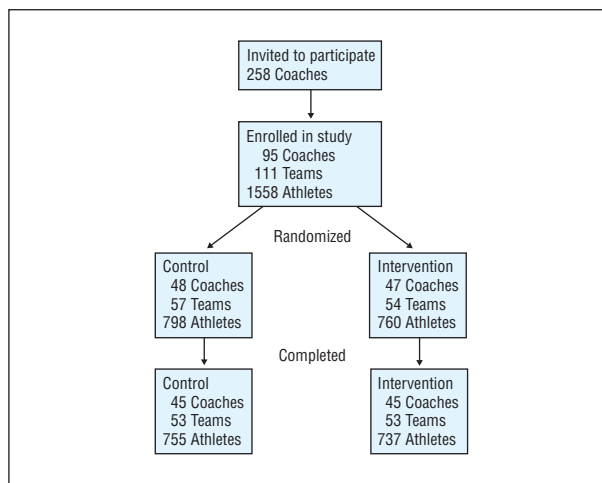 Invited to participate
258 Coaches
Enrolled in study
95 Coaches
111 Teams
1558 Athletes
Randomized
Control
48 Coaches
57 Teams
798 Athletes
Intervention
47 Coaches
54 Teams
760 Athletes
Completed
Control
45 Coaches
53 Teams
755 Athletes
Intervention
45 Coaches
53 Teams
737 Athletes